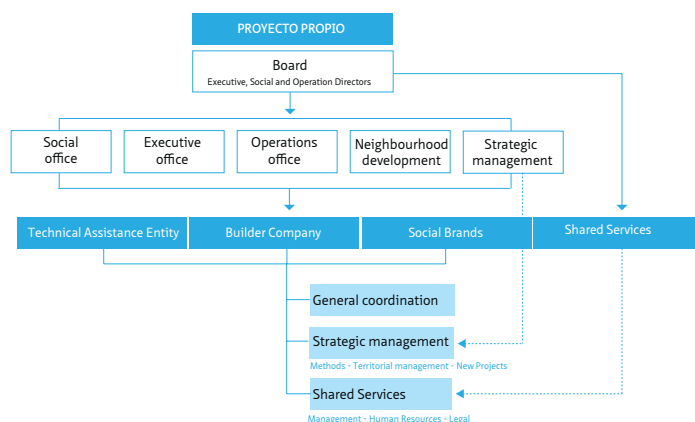 PROYECTO PROPIO
Board
Executive, Social and Operation Directors
Social
office
Executive
office
Operations
office
Neighbourhood
development
Strategic
management
Technical Assistance Entity
Builder Company
Social Brands
Shared Services
General coordination
Strategic management
Methods - Territorial management - New Projects
Shared Services
Management - Human Resources - Legal